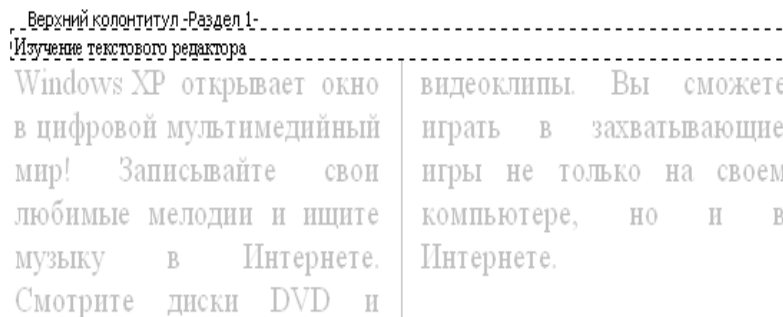 Верхний колонтитул -Раздел 1-
Изучение текстового редактора
Windows XP открывает окно
в цифровой мультимедийный
мир! Записывайте свои
любимые мелодии и ищите
музыку в Интернете.
Смотрите диски DVD и
видеоклипы. Вы сможете
играть в захватывающие
игры не только на своем
компьютере, но и в
Интернете.